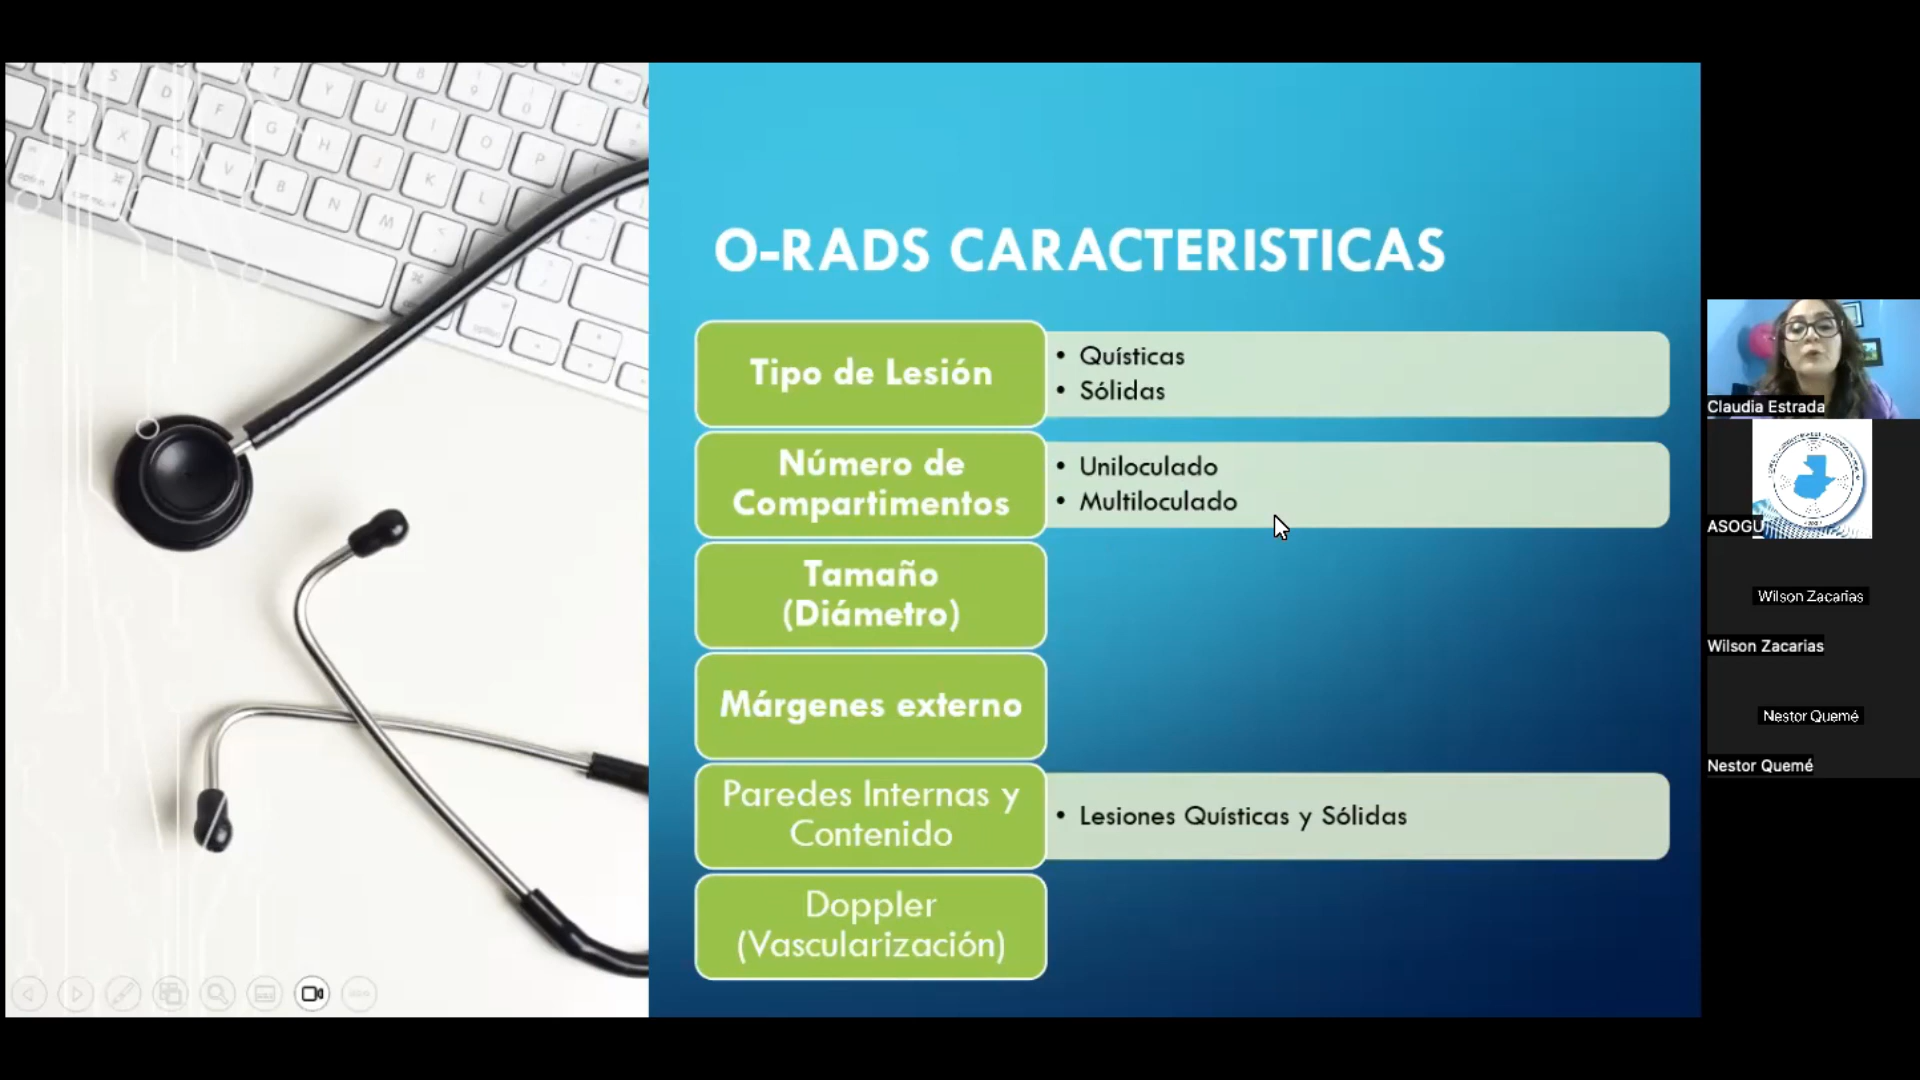 O-RADS CARACTERISTICAS
Tipo de Lesión
• Quísticas
• Sólidas
Número de
Compartimentos
• Uniloculado
• Multiloculado
Tamaño
(Diámetro)
Márgenes externo
Paredes Internas y
Contenido
• Lesiones Quísticas y Sólidas
Doppler
(Vascularización)
Claudia Estrada
ASOGU
Wilson Zacarias
Wilson Zacarias
Nestor Quemé
Nestor Quemé